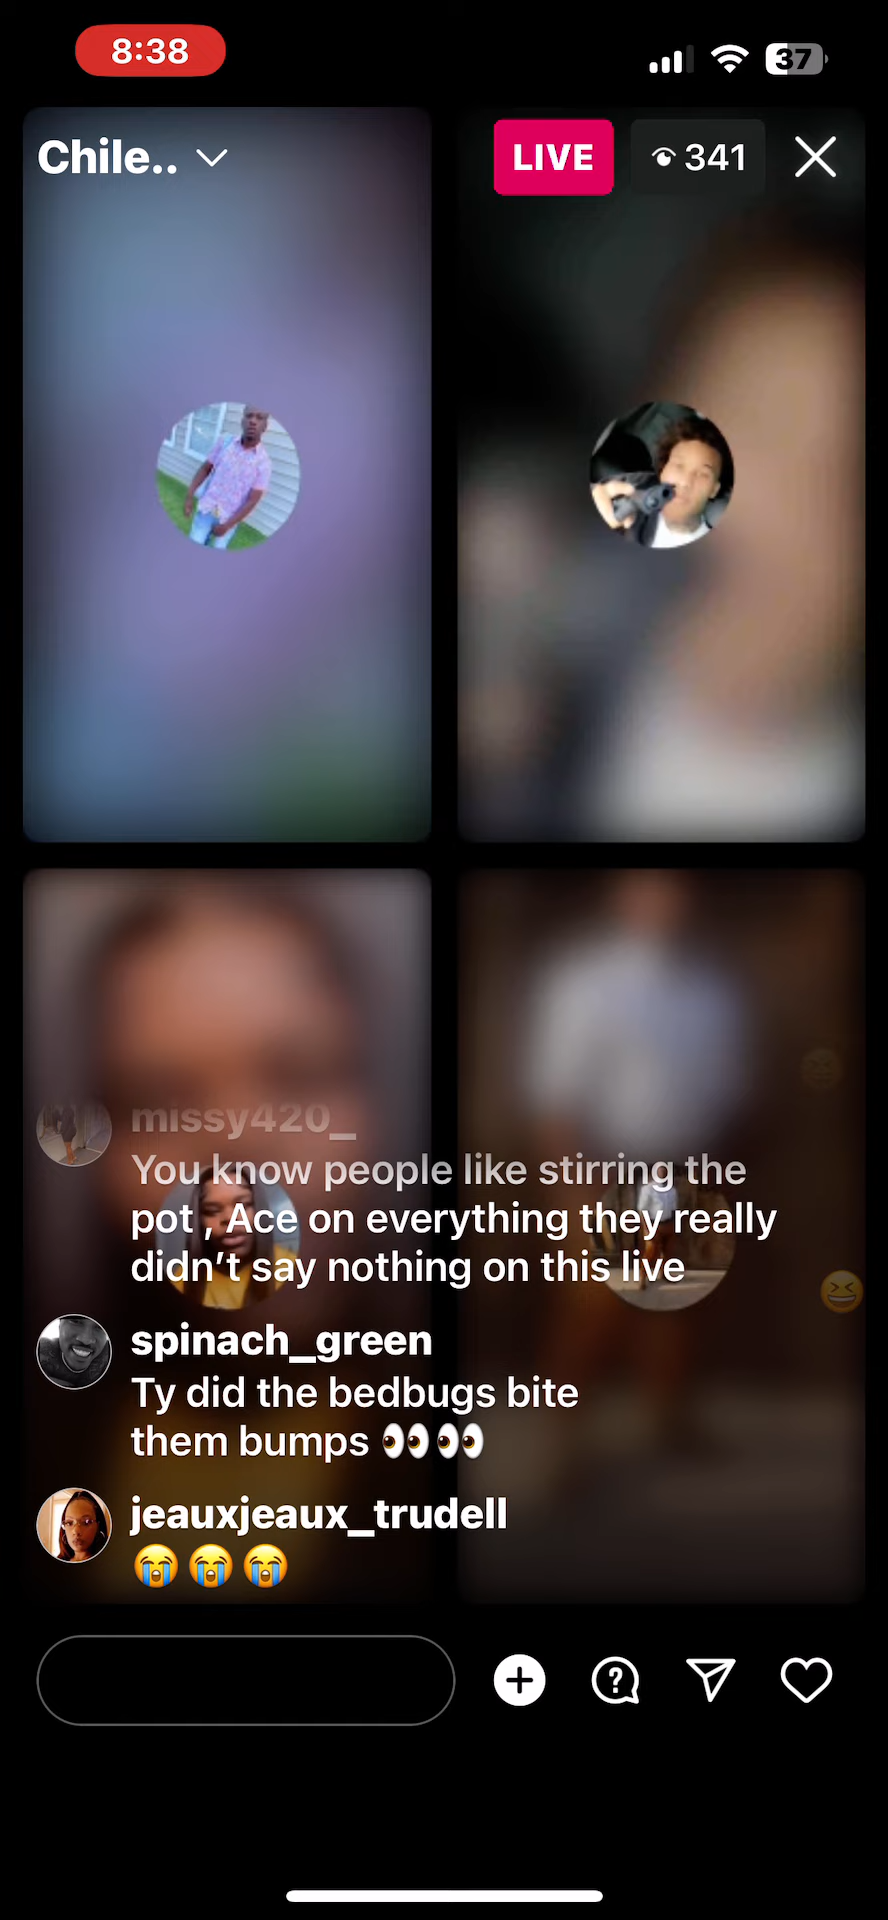 8:38
37
Chile..
LIVE
341
missy420_
You know people like stirring the
pot , Ace on everything they really
didn’t say nothing on this live
spinach_green
Ty did the bedbugs bite
them bumps 👀👀
jeauxjeaux_trudell
😭😭😭